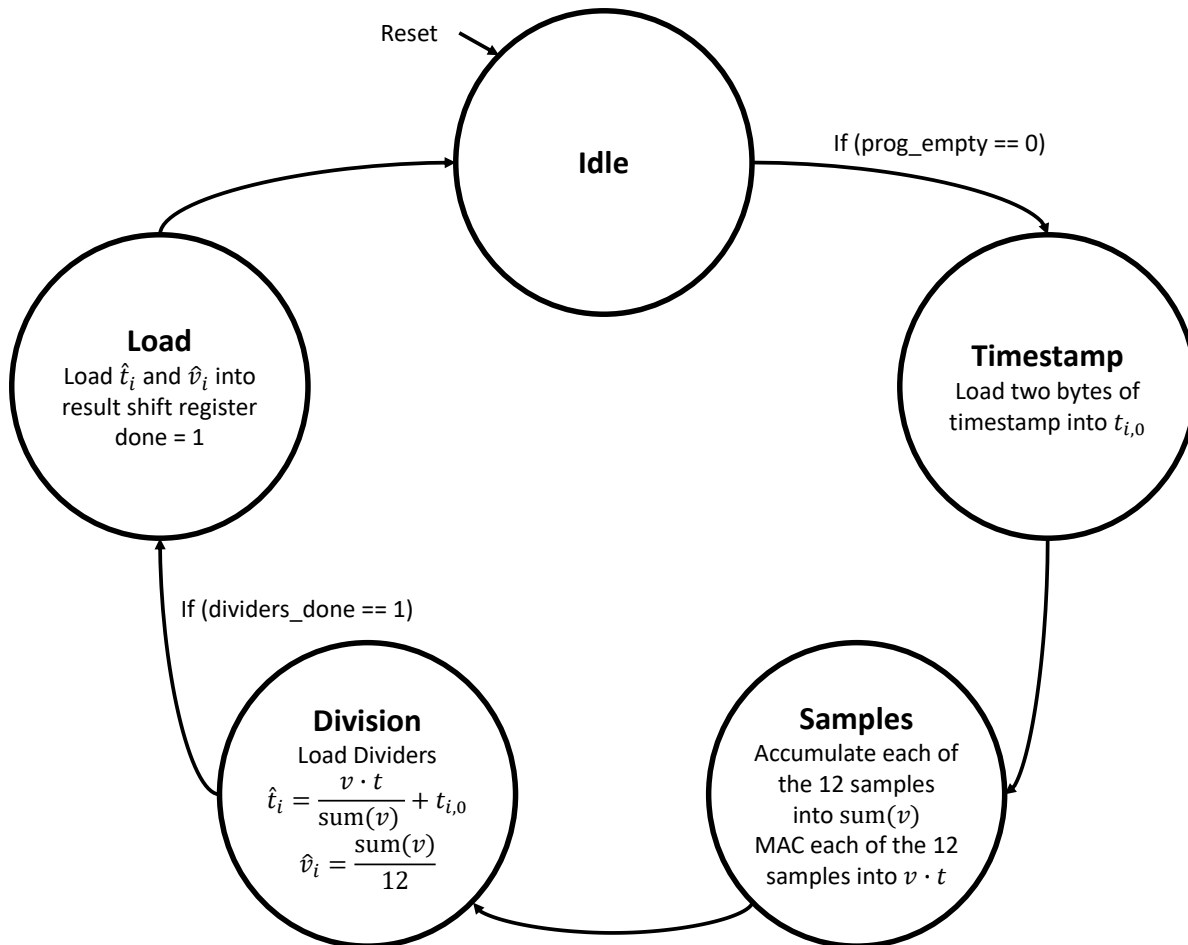 Reset
Idle
If (prog_empty == 0)
Timestamp
Load two bytes of
timestamp into t_{i,0}
Samples
Accumulate each of
the 12 samples
into sum(v)
MAC each of the 12
samples into v · t
Division
Load Dividers
t̂_i = \frac{v · t}{sum(v)} + t_{i,0}
v̂_i = \frac{sum(v)}{12}
If (dividers_done == 1)
Load
Load t̂_i and v̂_i into
result shift register
done = 1